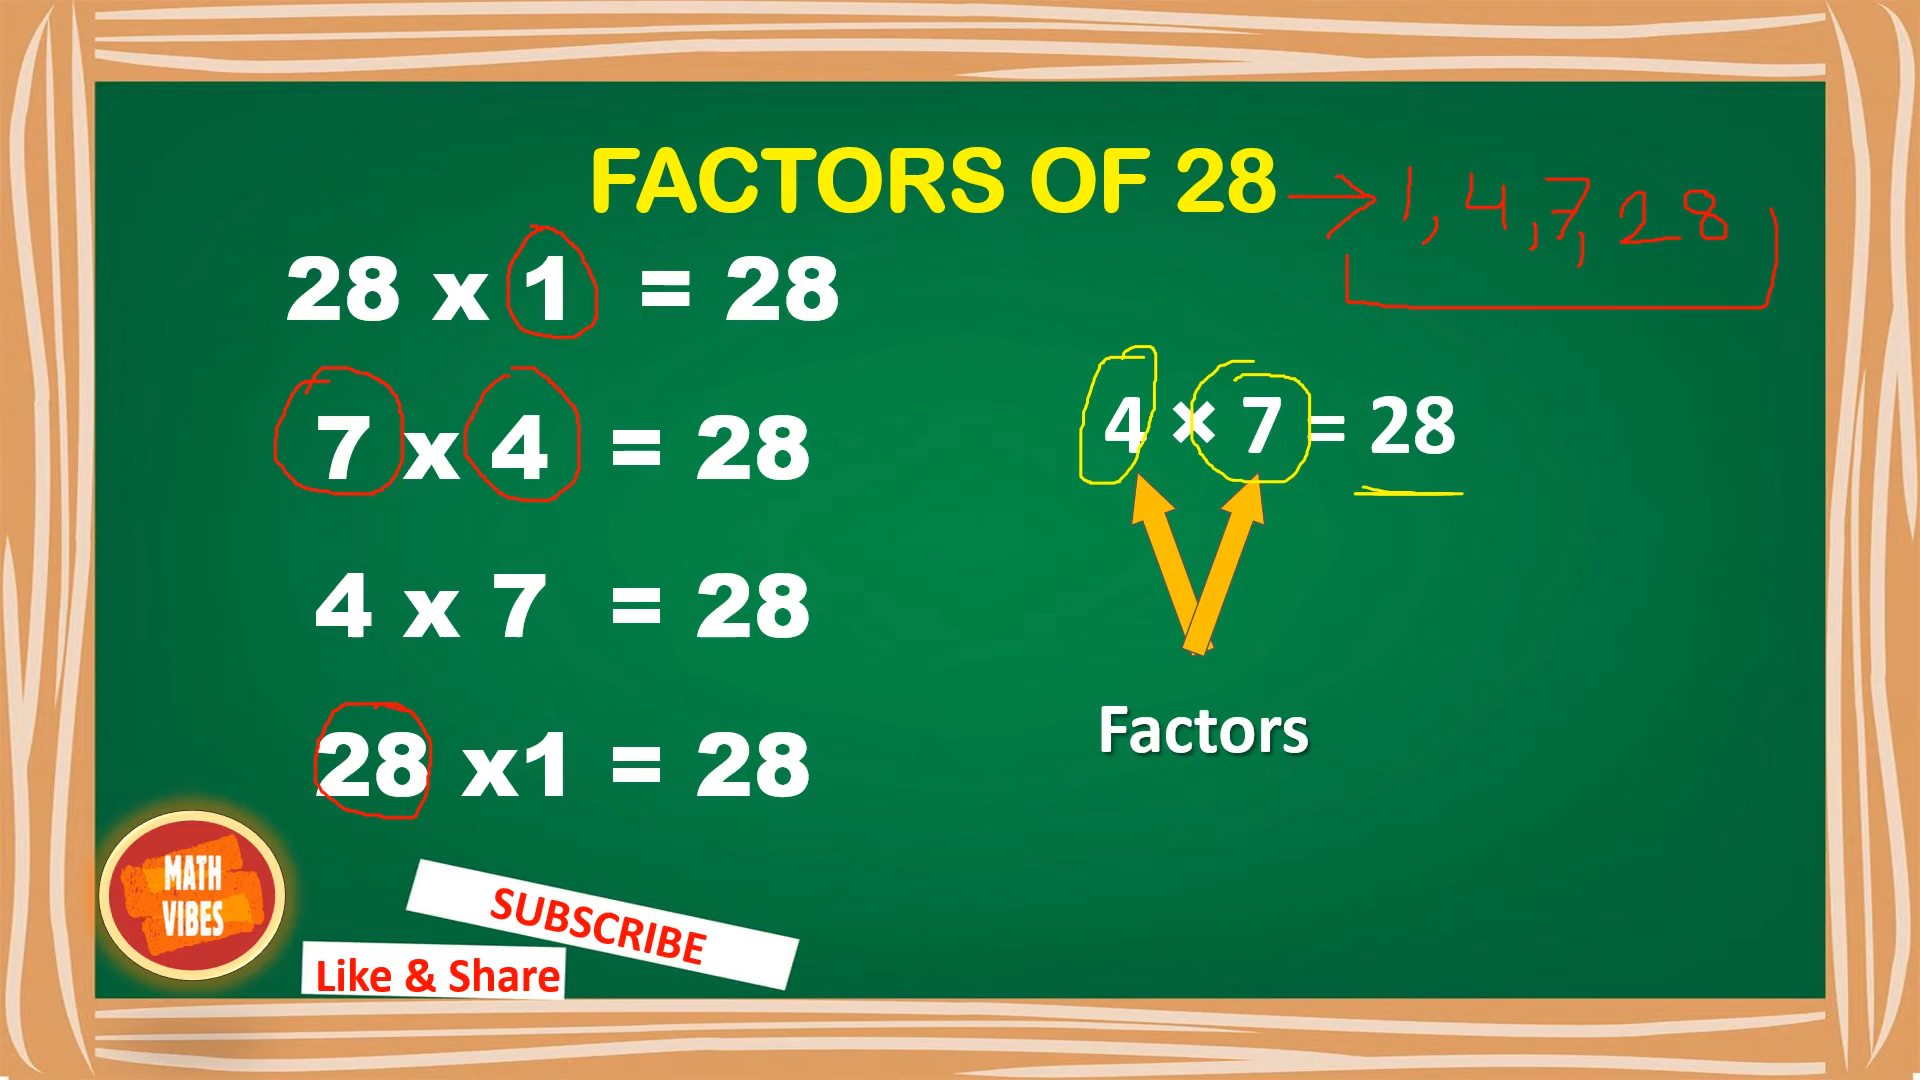 FACTORS OF 28 → 1, 4, 7, 28
28 x 1 = 28
7 x 4 = 28
4 x 7 = 28
28 x1 = 28
4 × 7 = 28
Factors
MATH
VIBES
SUBSCRIBE
Like & Share